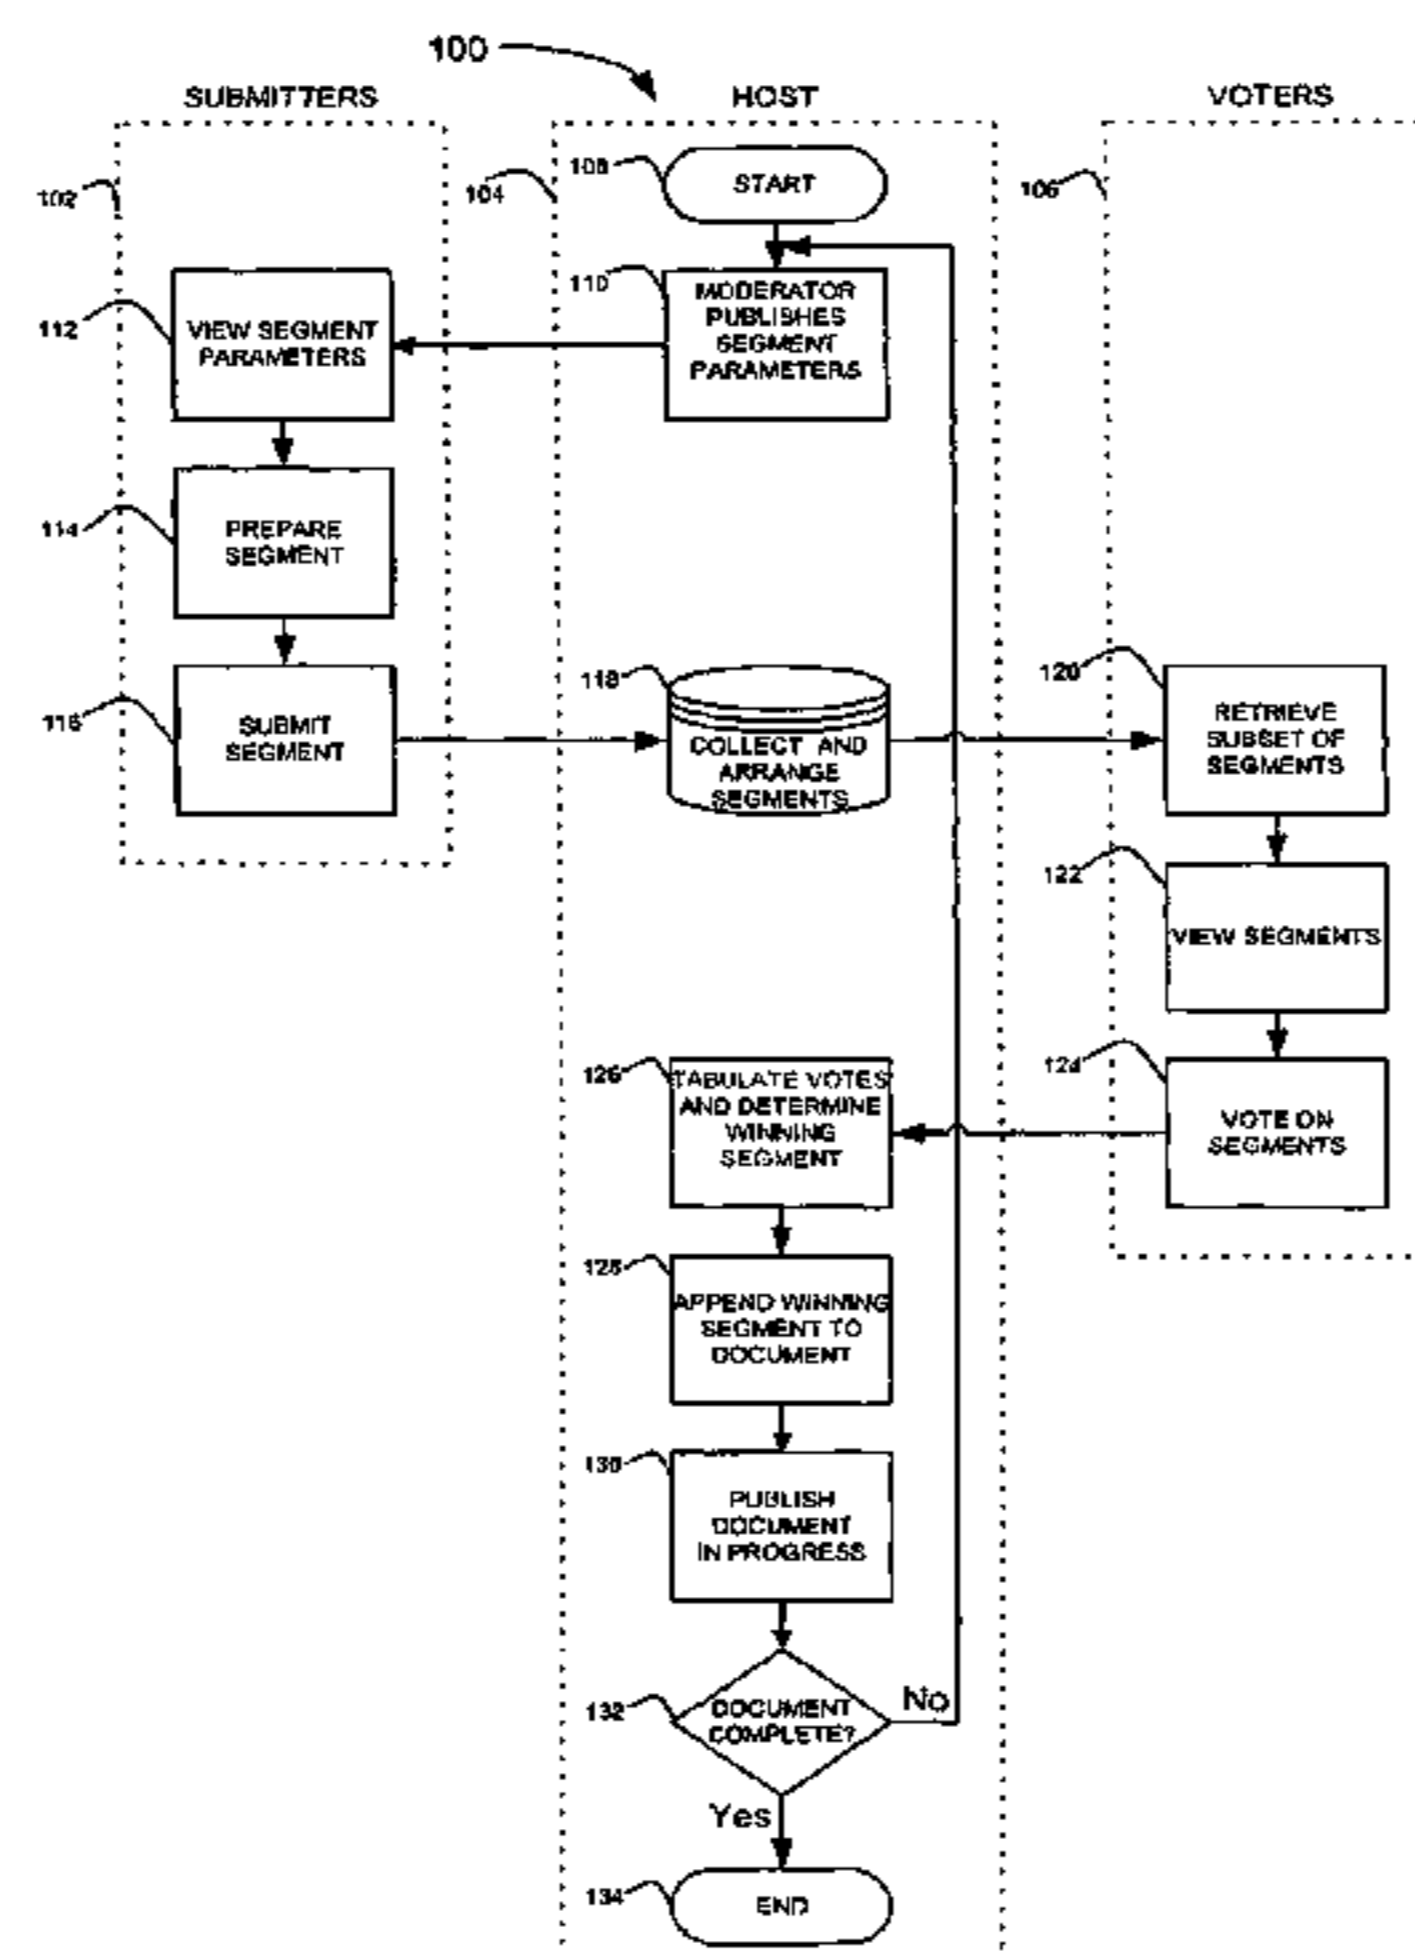 100
SUBMITTERS
HOST
VOTERS
102
104
106
108
START
110
MODERATOR
PUBLISHES
SEGMENT
PARAMETERS
112
VIEW SEGMENT
PARAMETERS
114
PREPARE
SEGMENT
116
SUBMIT
SEGMENT
118
COLLECT AND
ARRANGE
SEGMENTS
120
RETRIEVE
SUBSET OF
SEGMENTS
122
VIEW SEGMENTS
124
VOTE ON
SEGMENTS
126
TABULATE VOTES
AND DETERMINE
WINNING
SEGMENT
128
APPEND WINNING
SEGMENT TO
DOCUMENT
130
PUBLISH
DOCUMENT
IN PROGRESS
132
DOCUMENT
COMPLETE?
No
Yes
134
END